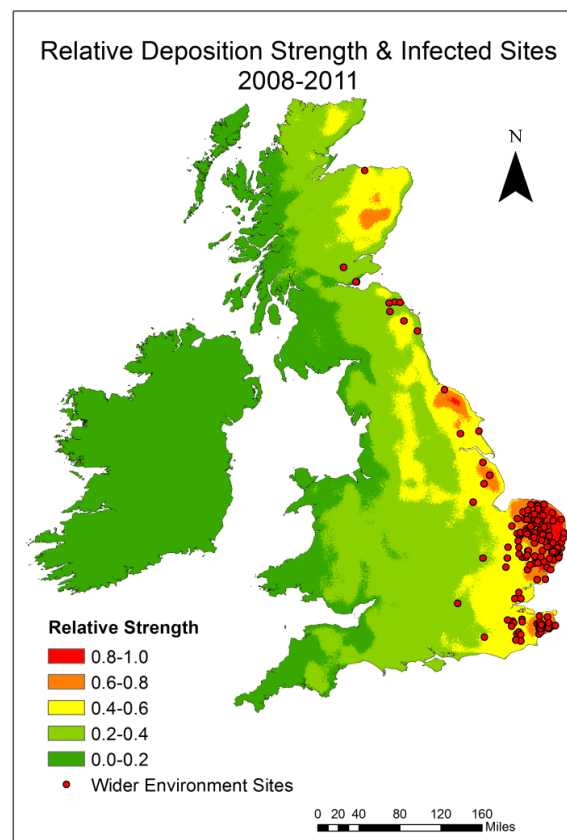 Relative Deposition Strength & Infected Sites
2008-2011
N
Relative Strength
0.8-1.0
0.6-0.8
0.4-0.6
0.2-0.4
0.0-0.2
Wider Environment Sites
0 20 40 80 120 160
Miles